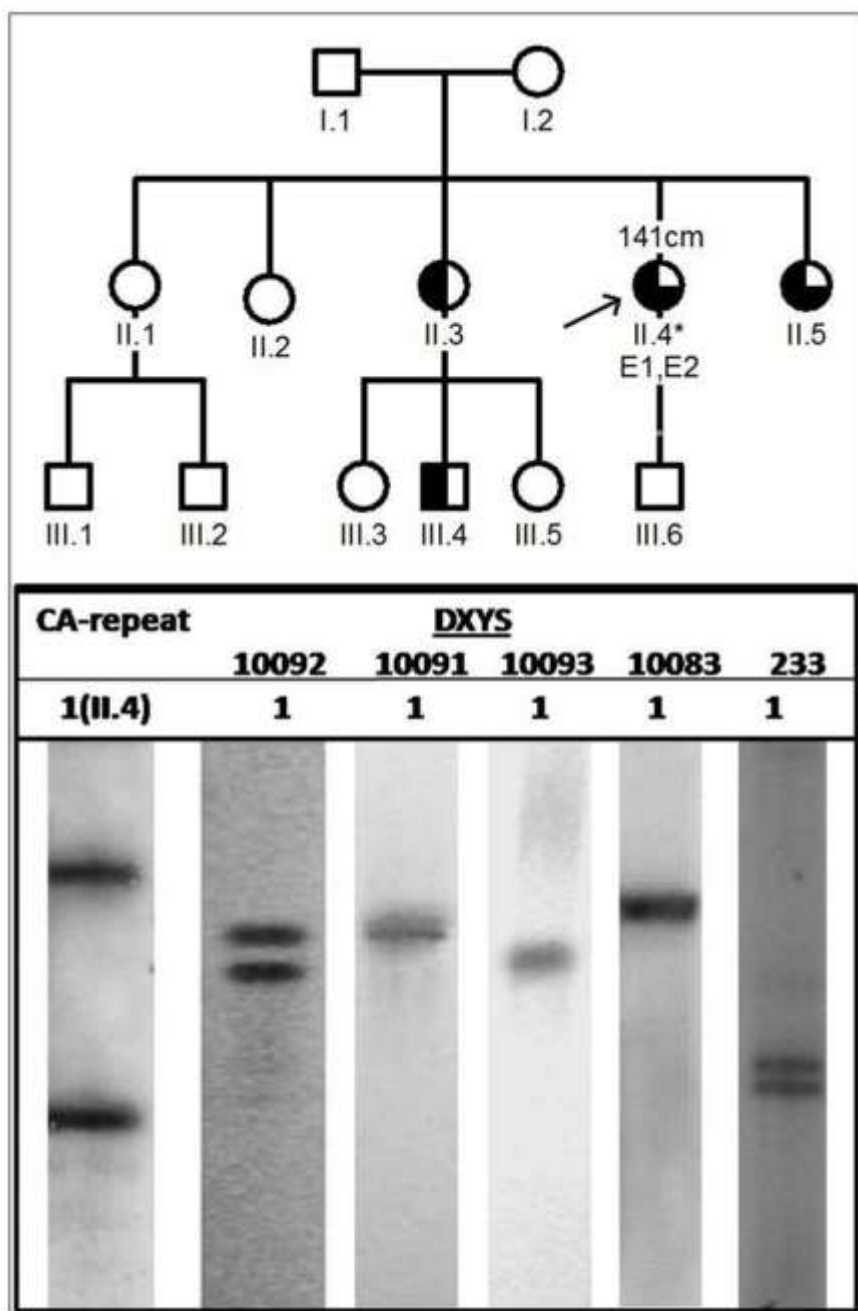 I.1 I.2
141cm
II.1 II.2 II.3 II.4* II.5
E1,E2
III.1 III.2 III.3 III.4 III.5 III.6
CA-repeat DXYS
10092 10091 10093 10083 233
1(II.4) 1 1 1 1 1